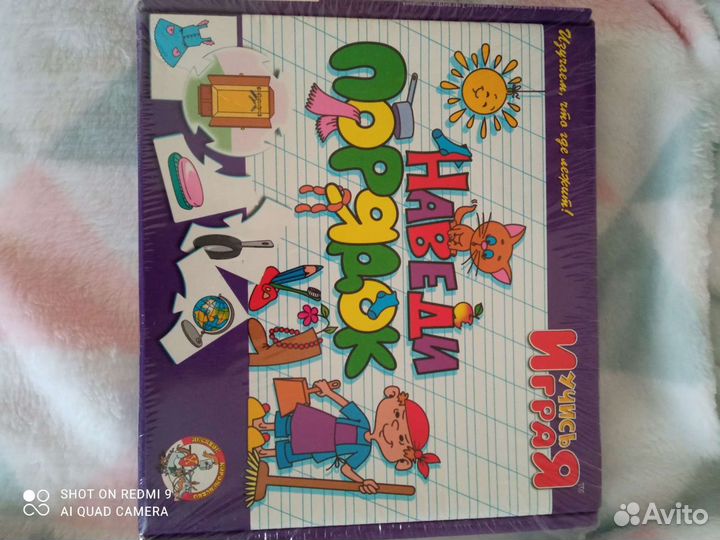 Изучаем, что где лежит!
УЧИСЬ
ИГРАЯ
НАВЕДИ
ПОРЯДОК
SHOT ON REDMI 9
AI QUAD CAMERA
Avito